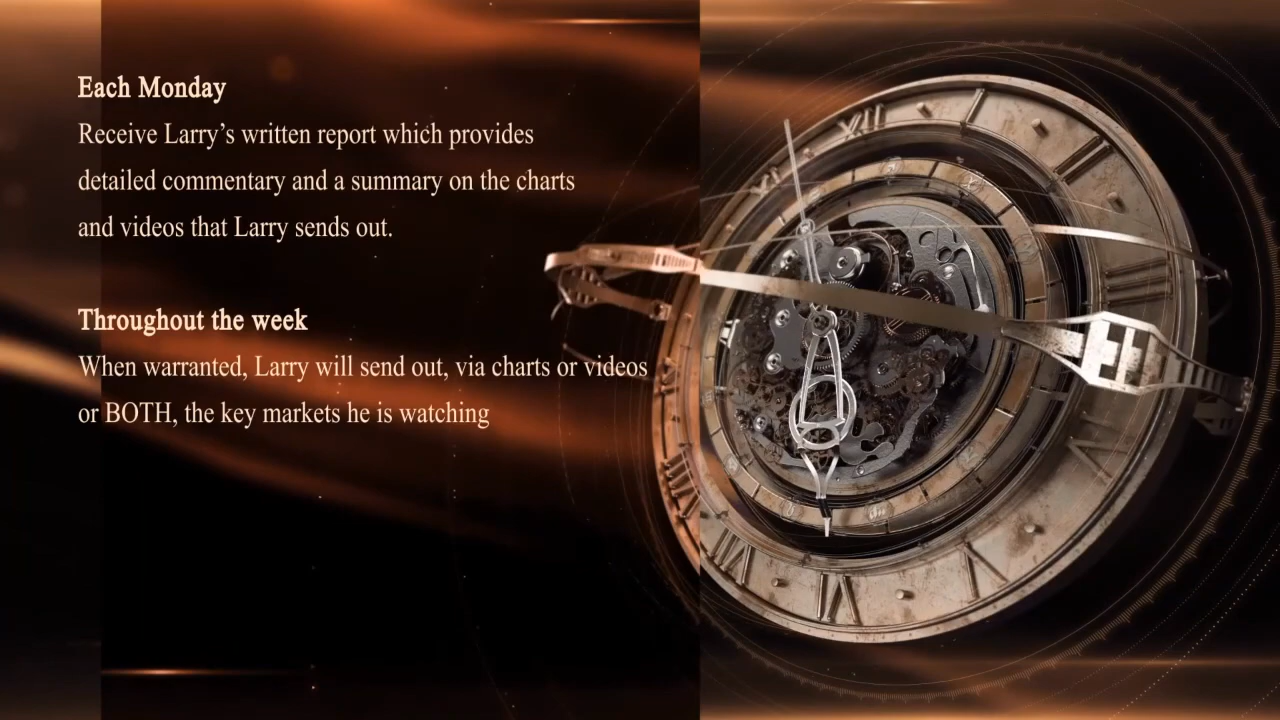 Each Monday
Receive Larry’s written report which provides
detailed commentary and a summary on the charts
and videos that Larry sends out.
Throughout the week
When warranted, Larry will send out, via charts or videos
or BOTH, the key markets he is watching